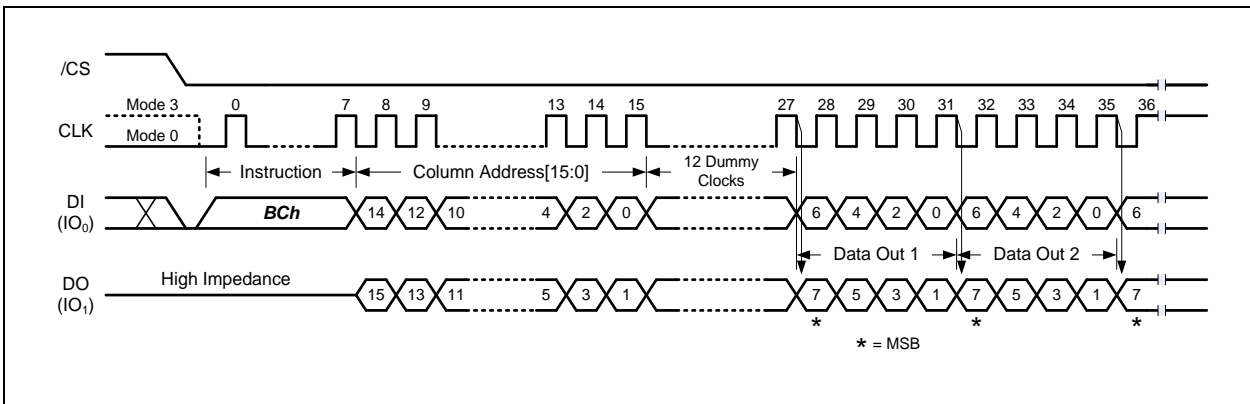 /CS
Mode 3 0 7 8 9 13 14 15 27 28 29 30 31 32 33 34 35 36
CLK Mode 0
Instruction Column Address[15:0] 12 Dummy
Clocks
DI
(IO0) BCh 14 12 10 4 2 0 6 4 2 0 6 4 2 0 6
Data Out 1 Data Out 2
High Impedance
DO
(IO1) 15 13 11 5 3 1 7 5 3 1 7 5 3 1 7
* * *
* = MSB